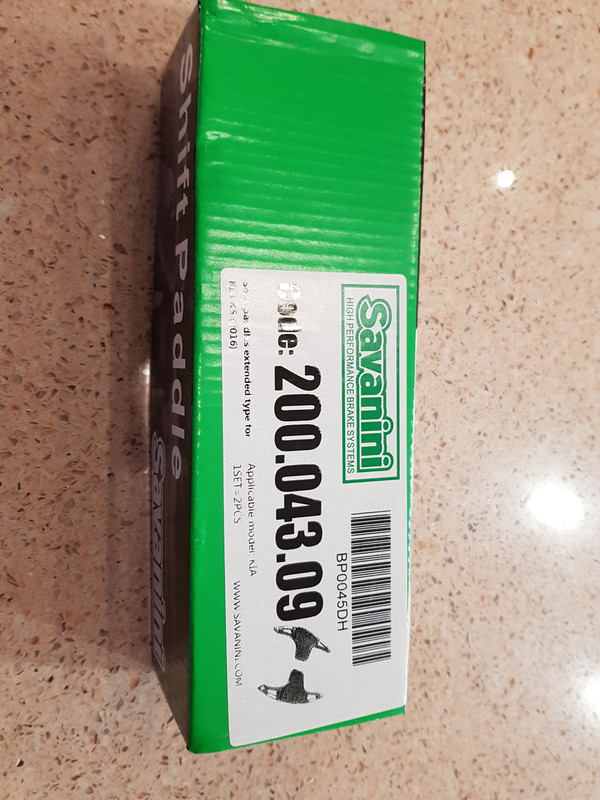 Savanini
HIGH PERFORMANCE BRAKE SYSTEMS
BP0045DH
Code: 200.043.09
extended type for
(2016)
Applicable model: KIA
1SET=2PCS
WWW.SAVANINI.COM
Shift Paddle
Savanini